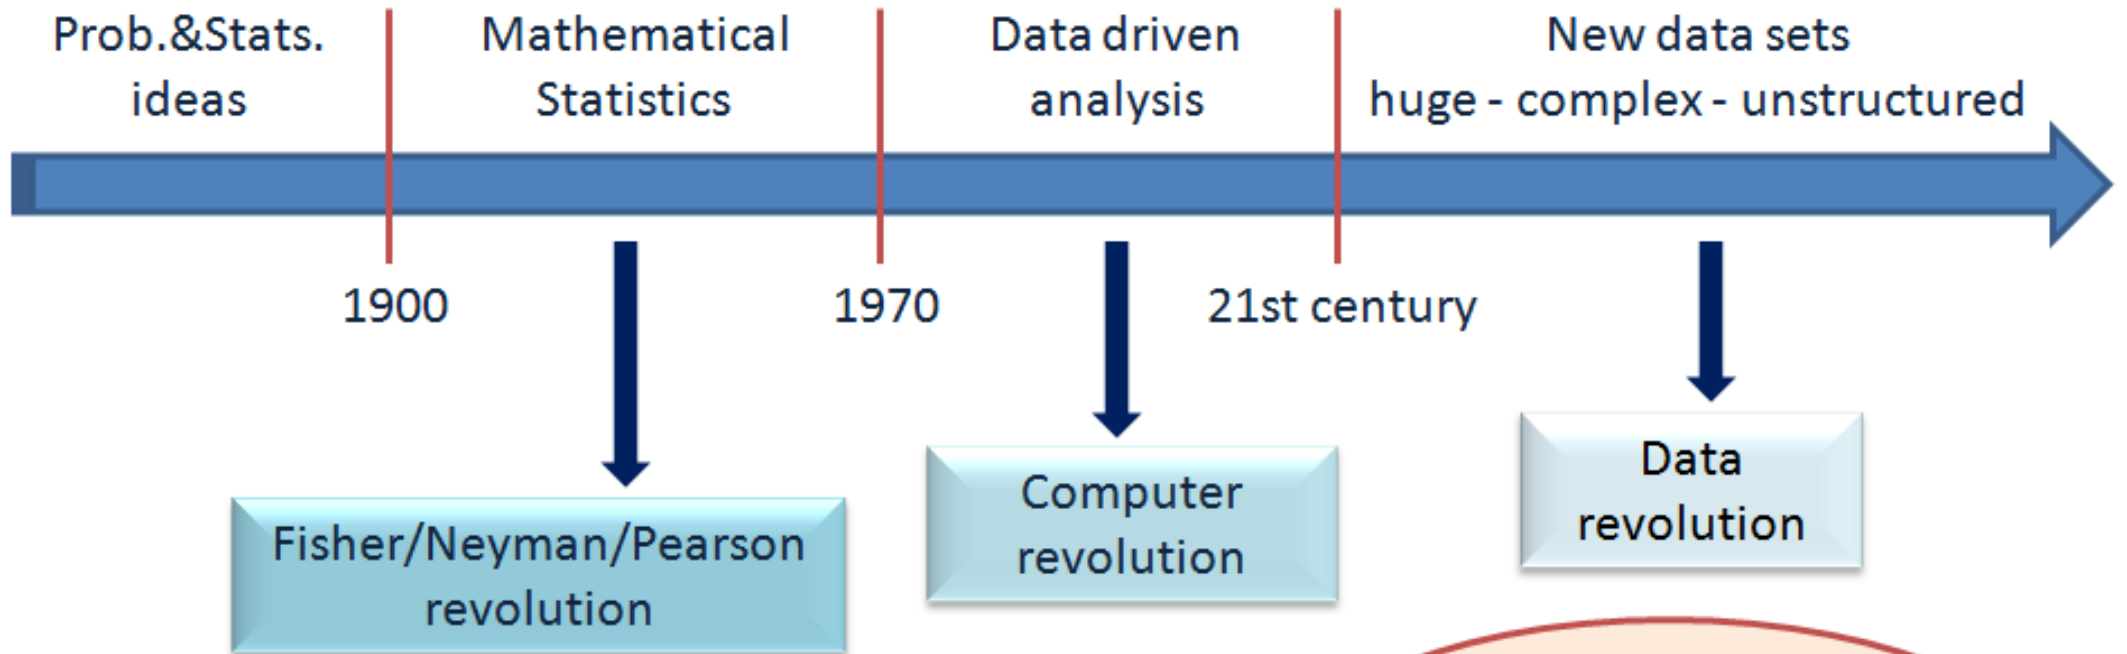 Prob.&Stats.
ideas
Mathematical
Statistics
Data driven
analysis
New data sets
huge - complex - unstructured
1900
1970
21st century
Fisher/Neyman/Pearson
revolution
Computer
revolution
Data
revolution